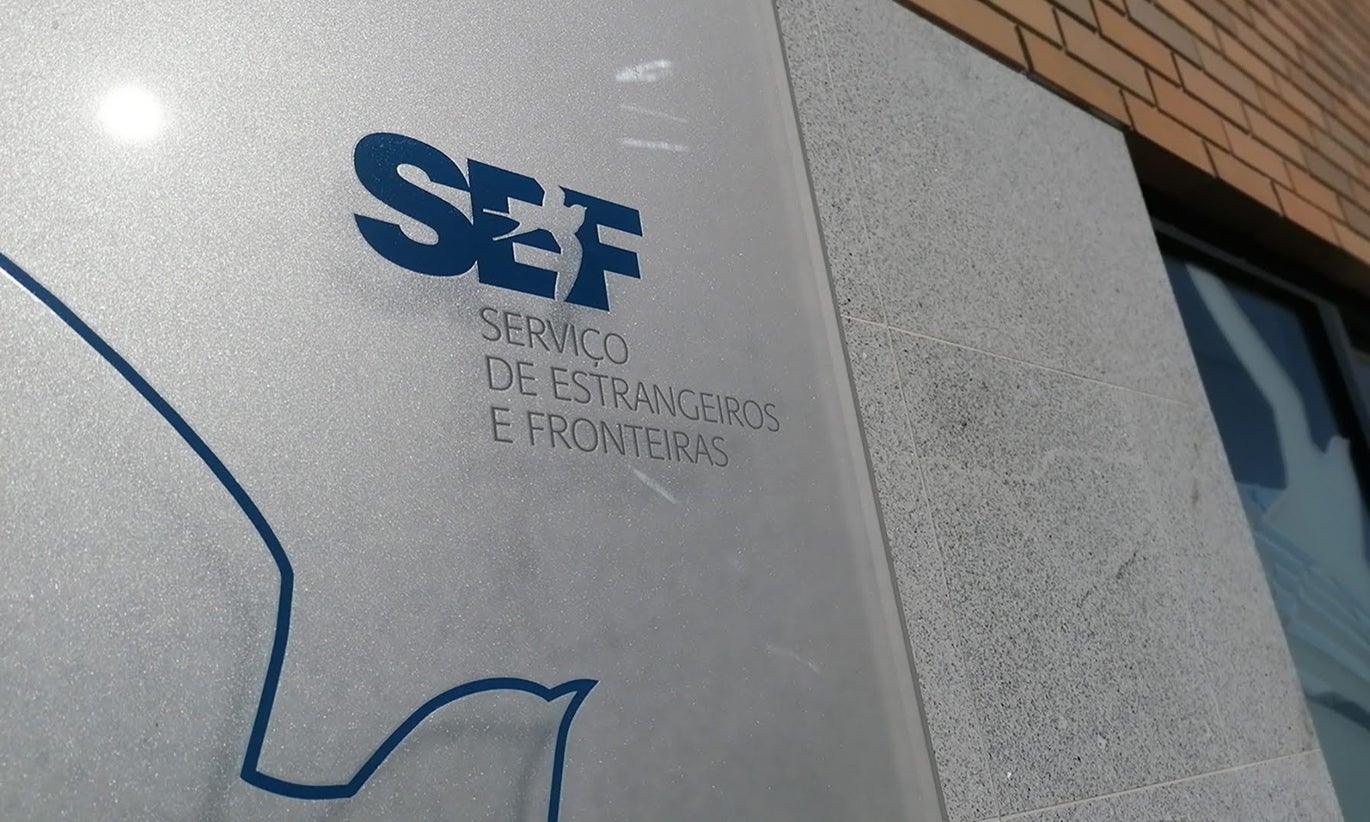 SEF
SERVIÇO
DE ESTRANGEIROS
E FRONTEIRAS